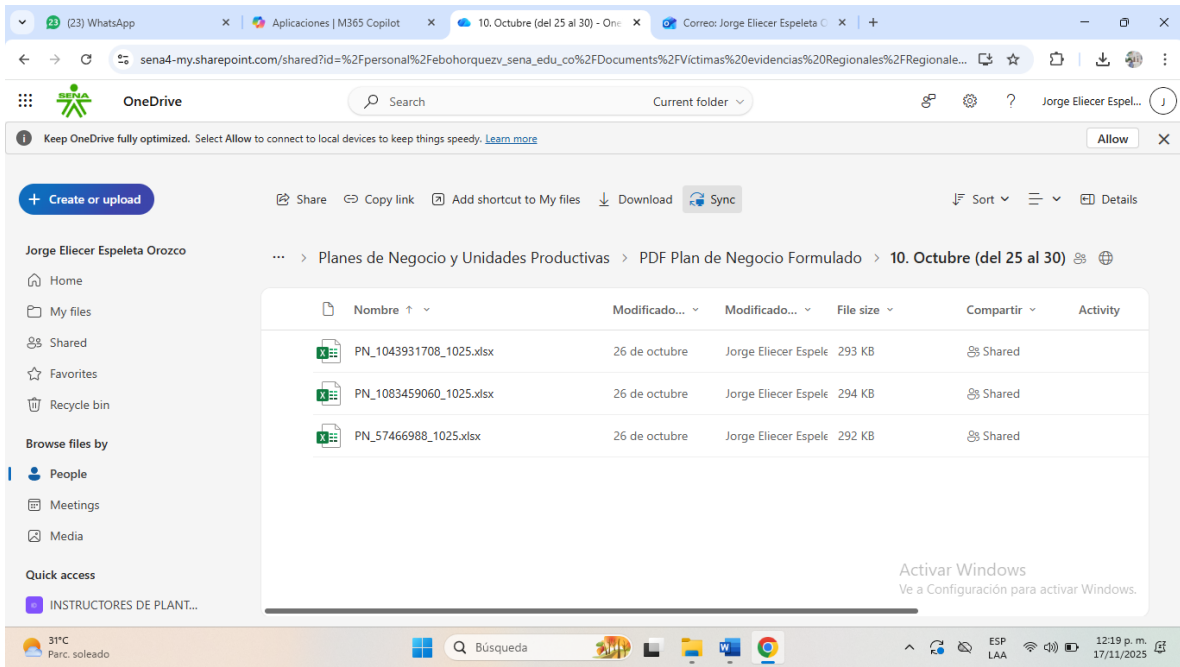 (23) WhatsApp
Aplicaciones | M365 Copilot
10. Octubre (del 25 al 30) - One
Correo: Jorge Eliecer Espeleta O
sena4-my.sharepoint.com/shared?id=%2Fpersonal%2Febohorquezv_sena_edu_co%2FDocuments%2FVíctimas%20evidencias%20Regionales%2FRegionale...
SENA
OneDrive
Search
Current folder
Jorge Eliecer Espel...
J
Keep OneDrive fully optimized. Select Allow to connect to local devices to keep things speedy. Learn more
Allow
Create or upload
Share
Copy link
Add shortcut to My files
Download
Sync
Sort
Details
Jorge Eliecer Espeleta Orozco
Home
My files
Shared
Favorites
Recycle bin
Browse files by
People
Meetings
Media
Quick access
INSTRUCTORES DE PLANT...
... > Planes de Negocio y Unidades Productivas > PDF Plan de Negocio Formulado > 10. Octubre (del 25 al 30)
Nombre Modificado... Modificado... File size Compartir Activity
PN_1043931708_1025.xlsx 26 de octubre Jorge Eliecer Espele 293 KB Shared
PN_1083459060_1025.xlsx 26 de octubre Jorge Eliecer Espele 294 KB Shared
PN_57466988_1025.xlsx 26 de octubre Jorge Eliecer Espele 292 KB Shared
Activar Windows
Ve a Configuración para activar Windows.
31°C
Parc. soleado
Búsqueda
ESP
LAA
12:19 p. m.
17/11/2025